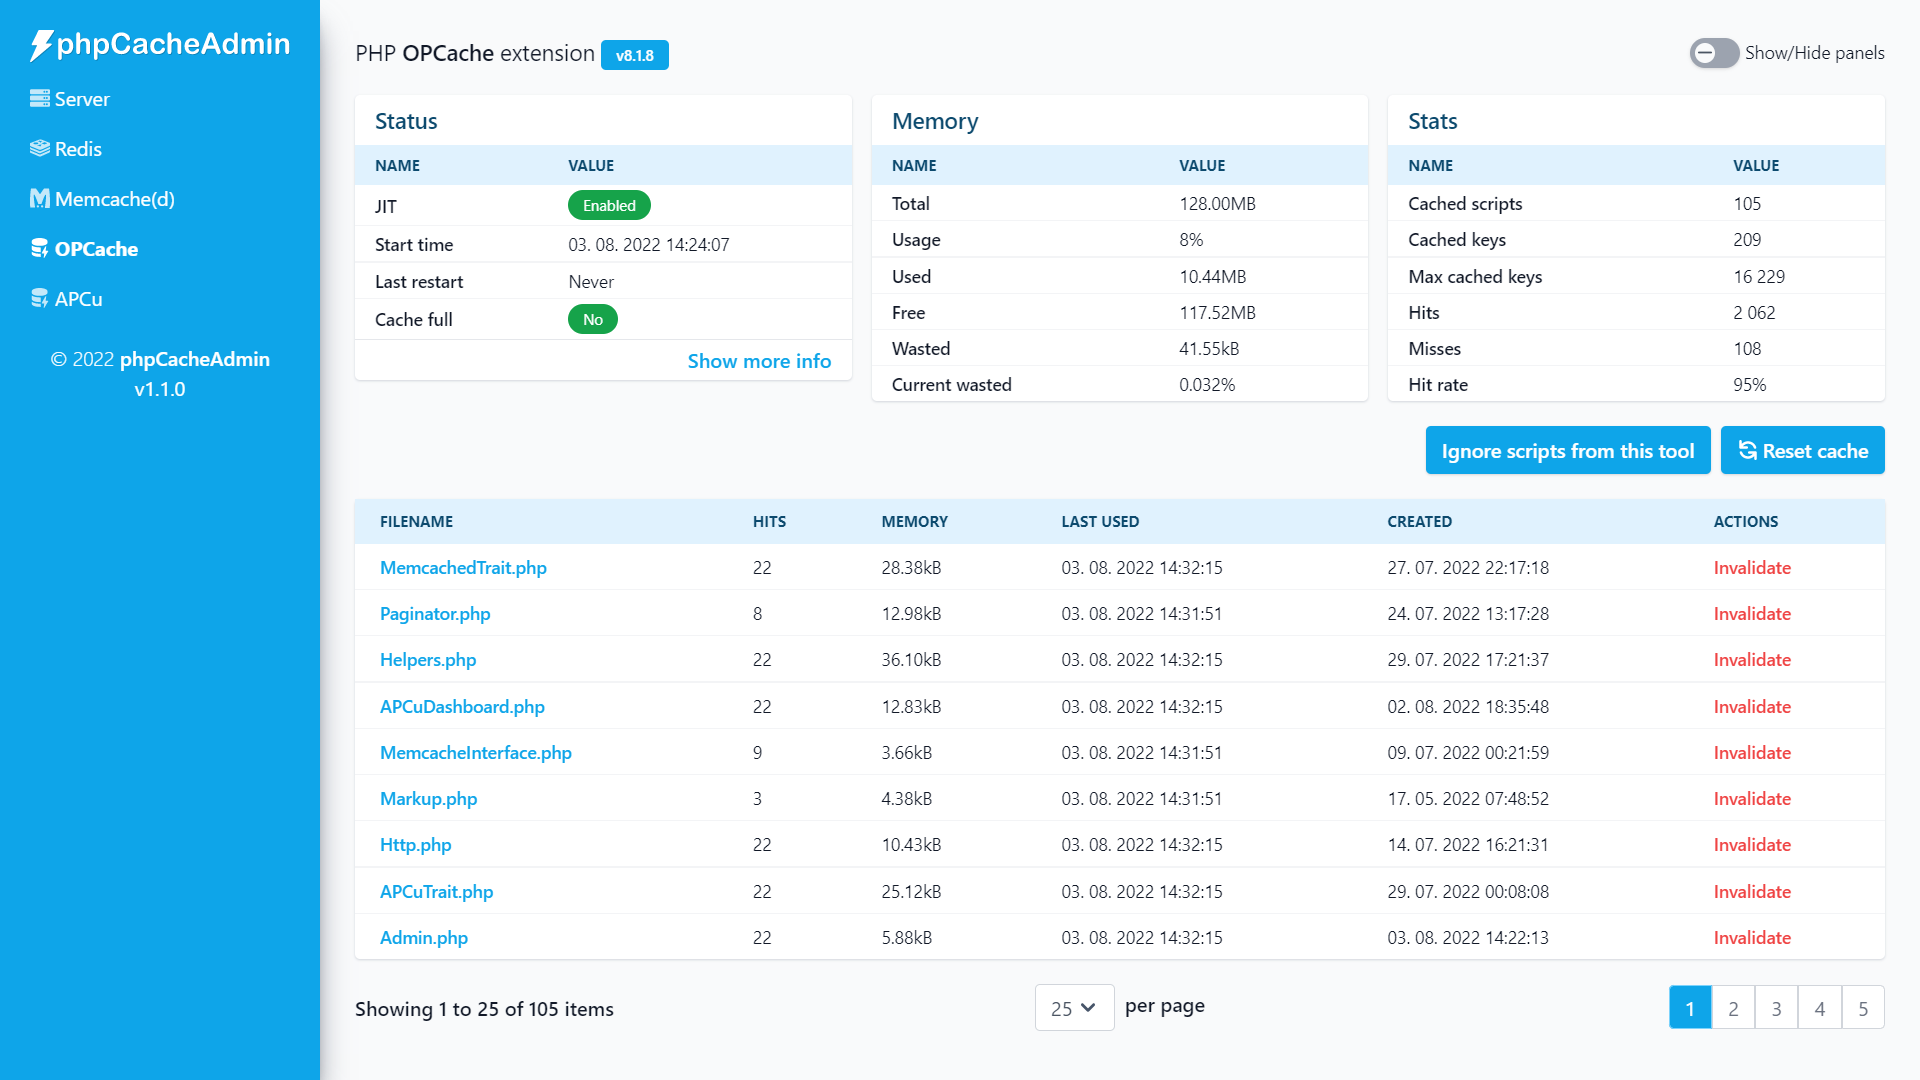 phpCacheAdmin
Server
Redis
Memcache(d)
OPCache
APCu
© 2022 phpCacheAdmin
v1.1.0
PHP OPCache extension v8.1.8
Show/Hide panels
Status
NAME VALUE
JIT Enabled
Start time 03. 08. 2022 14:24:07
Last restart Never
Cache full No
Show more info
Memory
NAME VALUE
Total 128.00MB
Usage 8%
Used 10.44MB
Free 117.52MB
Wasted 41.55kB
Current wasted 0.032%
Stats
NAME VALUE
Cached scripts 105
Cached keys 209
Max cached keys 16 229
Hits 2 062
Misses 108
Hit rate 95%
Ignore scripts from this tool
Reset cache
FILENAME HITS MEMORY LAST USED CREATED ACTIONS
MemcachedTrait.php 22 28.38kB 03. 08. 2022 14:32:15 27. 07. 2022 22:17:18 Invalidate
Paginator.php 8 12.98kB 03. 08. 2022 14:31:51 24. 07. 2022 13:17:28 Invalidate
Helpers.php 22 36.10kB 03. 08. 2022 14:32:15 29. 07. 2022 17:21:37 Invalidate
APCuDashboard.php 22 12.83kB 03. 08. 2022 14:32:15 02. 08. 2022 18:35:48 Invalidate
MemcacheInterface.php 9 3.66kB 03. 08. 2022 14:31:51 09. 07. 2022 00:21:59 Invalidate
Markup.php 3 4.38kB 03. 08. 2022 14:31:51 17. 05. 2022 07:48:52 Invalidate
Http.php 22 10.43kB 03. 08. 2022 14:32:15 14. 07. 2022 16:21:31 Invalidate
APCuTrait.php 22 25.12kB 03. 08. 2022 14:32:15 29. 07. 2022 00:08:08 Invalidate
Admin.php 22 5.88kB 03. 08. 2022 14:32:15 03. 08. 2022 14:22:13 Invalidate
Showing 1 to 25 of 105 items
25 per page
1 2 3 4 5